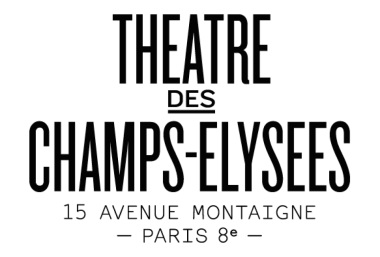 THEATRE
DES
CHAMPS-ELYSEES
15 AVENUE MONTAIGNE
— PARIS 8ᵉ —